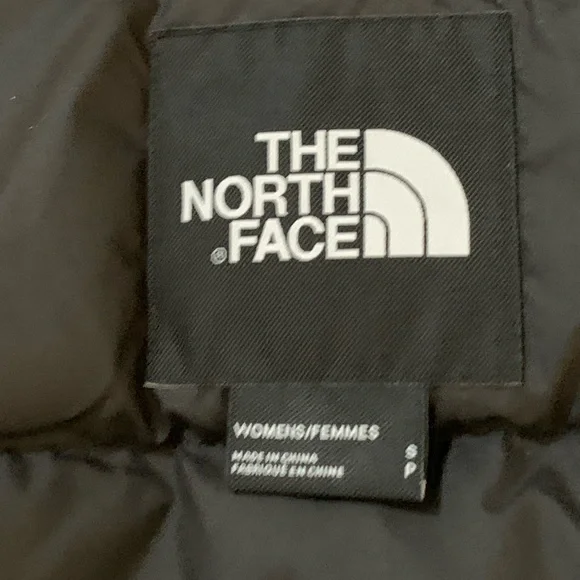 THE
NORTH
®FACE
WOMENS/FEMMES
S
MADE IN CHINA
P
FABRIQUÉ EN CHINE